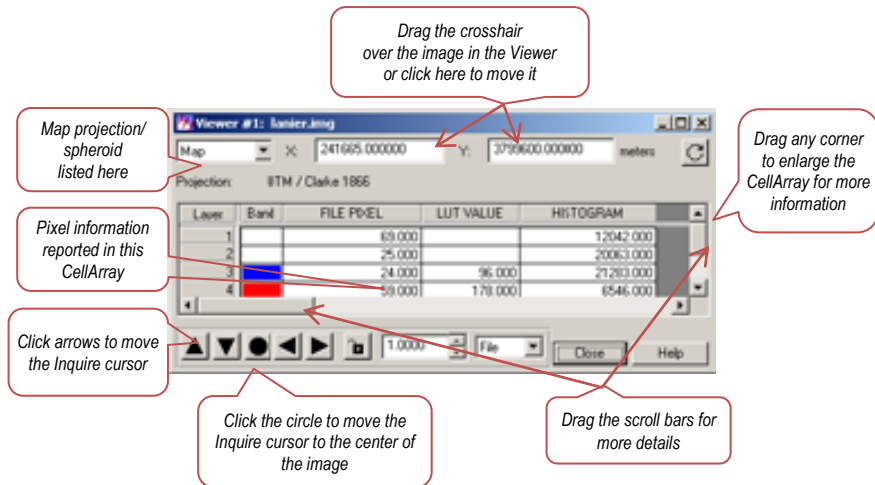 Drag the crosshair
over the image in the Viewer
or click here to move it
Map projection/
spheroid
listed here
Drag any corner
to enlarge the
CellArray for more
information
Pixel information
reported in this
CellArray
Click arrows to move
the Inquire cursor
Click the circle to move the
Inquire cursor to the center of
the image
Drag the scroll bars for
more details
Viewer #1: lanier.img
Map X: 241665.000000 Y: 3799600.000000 meters
Projection: UTM / Clarke 1866
Layer Band FILE PIXEL LUT VALUE HISTOGRAM
1 69.000 12042.000
2 25.000 20063.000
3 24.000 96.000 21283.000
4 59.000 178.000 6546.000
1.0000 File Close Help